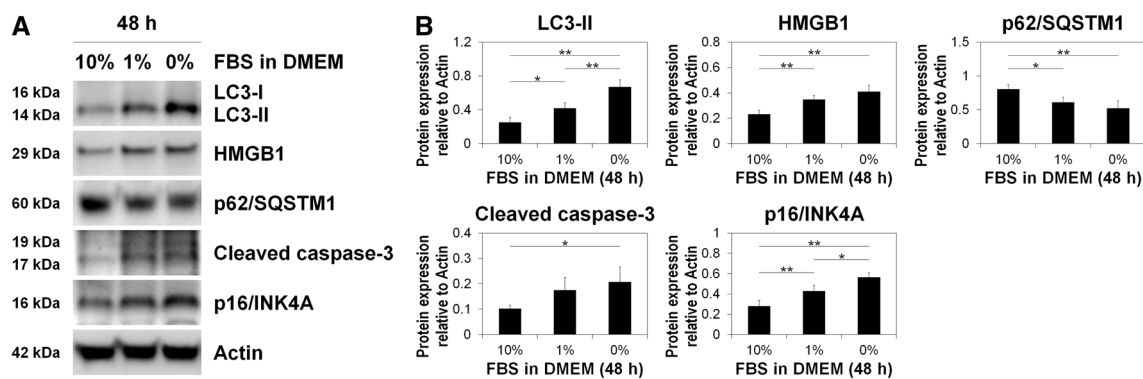 A
48 h
10% 1% 0% FBS in DMEM
16 kDa LC3-I
14 kDa LC3-II
29 kDa HMGB1
60 kDa p62/SQSTM1
19 kDa
17 kDa
Cleaved caspase-3
16 kDa p16/INK4A
42 kDa Actin
B
LC3-II
Protein expression
relative to Actin
1.2
0.8
0.4
0
**
*
**
10% 1% 0%
FBS in DMEM (48 h)
HMGB1
Protein expression
relative to Actin
0.8
0.6
0.4
0.2
0
**
**
10% 1% 0%
FBS in DMEM (48 h)
p62/SQSTM1
Protein expression
relative to Actin
1.5
1
0.5
0
**
*
10% 1% 0%
FBS in DMEM (48 h)
Cleaved caspase-3
Protein expression
relative to Actin
0.4
0.3
0.2
0.1
0
*
10% 1% 0%
FBS in DMEM (48 h)
p16/INK4A
Protein expression
relative to Actin
1
0.8
0.6
0.4
0.2
0
**
**
*
10% 1% 0%
FBS in DMEM (48 h)